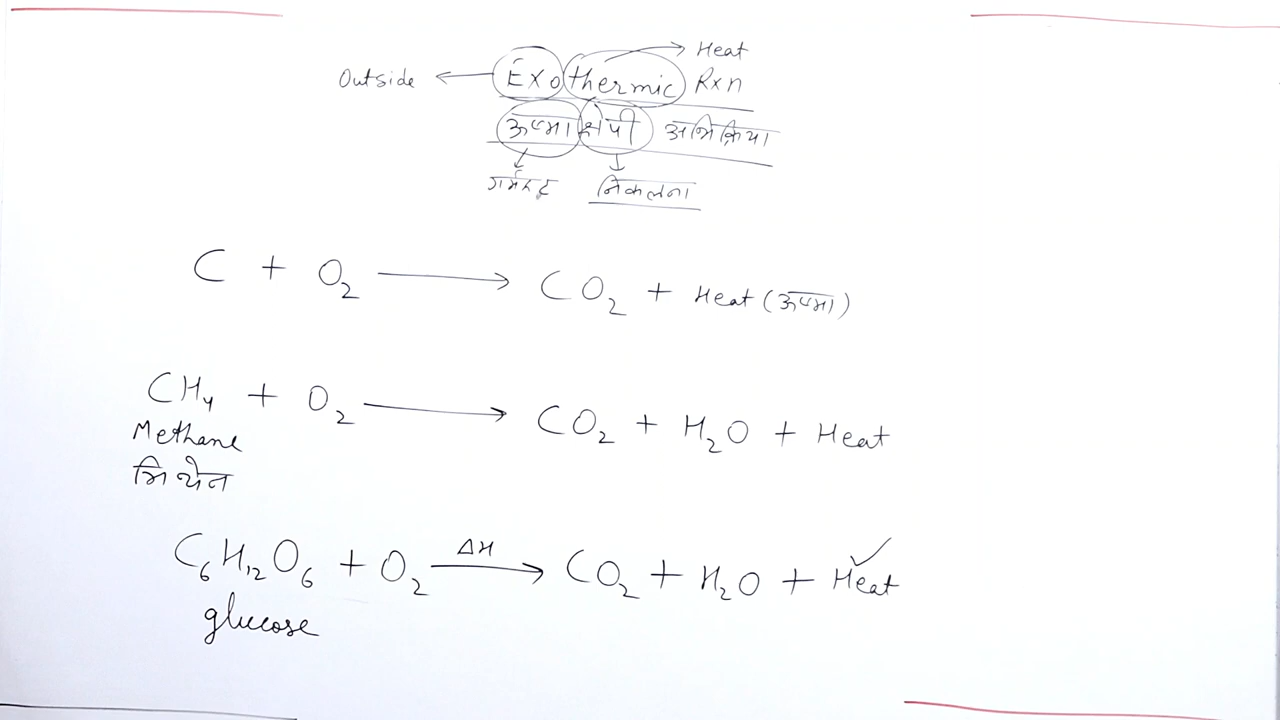 Heat
Outside ← Exothermic Rxn
ऊष्मा क्षेपी अभिक्रिया
गर्माहट निकलना
C + O₂ → CO₂ + Heat (ऊष्मा)
CH₄ + O₂ → CO₂ + H₂O + Heat
Methane
मिथेन
C₆H₁₂O₆ + O₂ —ΔH→ CO₂ + H₂O + Heat ✓
glucose